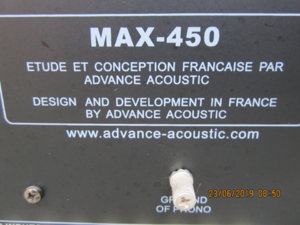 MAX-450
ETUDE ET CONCEPTION FRANCAISE PAR
ADVANCE ACOUSTIC
DESIGN AND DEVELOPMENT IN FRANCE
BY ADVANCE ACOUSTIC
www.advance-acoustic.com
23/06/2019 08:50
GROUND
OF PHONO